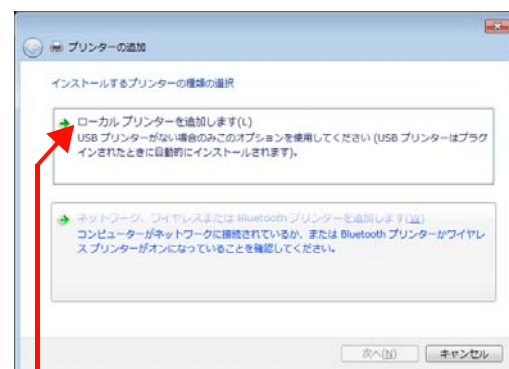 プリンターの追加
インストールするプリンターの種類の選択
ローカル プリンターを追加します(L)
USB プリンターがない場合のみこのオプションを使用してください (USB プリンターはプラグ
インされたときに自動的にインストールされます)。
ネットワーク、ワイヤレスまたは Bluetooth プリンターを追加します(W)
コンピューターがネットワークに接続されているか、または Bluetooth プリンターかワイヤレ
ス プリンターがオンになっていることを確認してください。
次へ(N) キャンセル